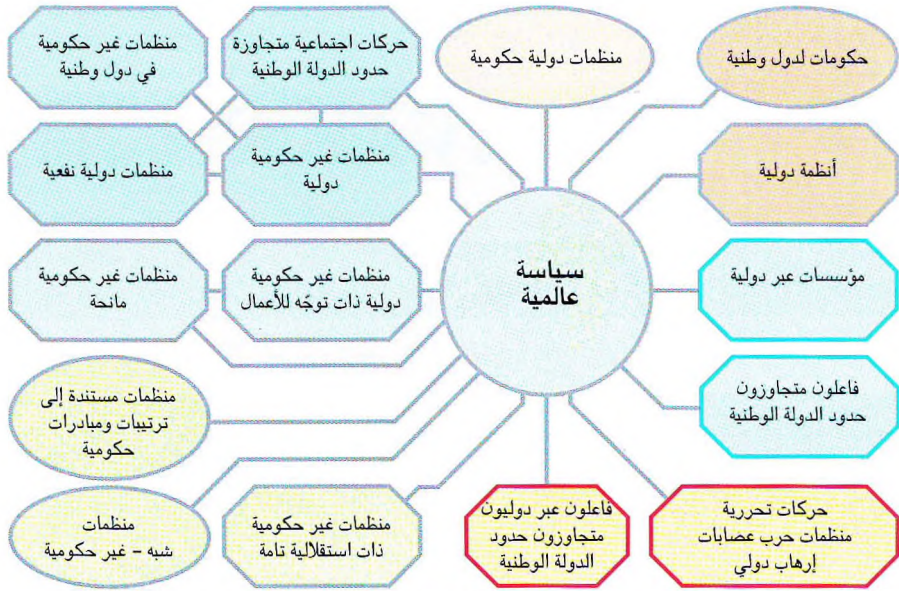 حكومات لدول وطنية
منظمات دولية حكومية
حركات اجتماعية متجاوزة
حدود الدولة الوطنية
منظمات غير حكومية
في دول وطنية
أنظمة دولية
منظمات غير حكومية
دولية
منظمات دولية نفعية
سياسة
عالمية
مؤسسات عبر دولية
منظمات غير حكومية
دولية ذات توجّه للأعمال
منظمات غير حكومية
مانحة
فاعلون متجاوزون
حدود الدولة الوطنية
منظمات مستندة إلى
ترتيبات ومبادرات
حكومية
حركات تحررية
منظمات حرب عصابات
إرهاب دولي
فاعلون عبر دوليون
متجاوزون حدود
الدولة الوطنية
منظمات غير حكومية
ذات استقلالية تامة
منظمات
شبه - غير حكومية